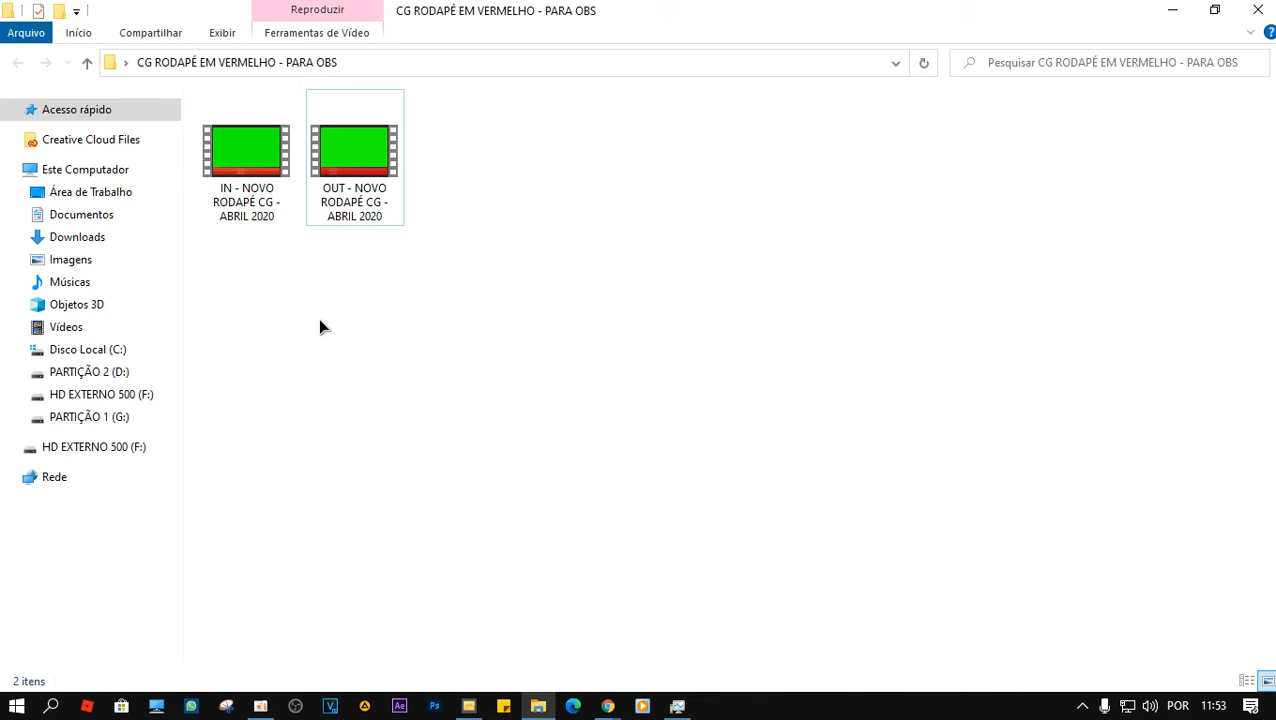 Reproduzir
CG RODAPÉ EM VERMELHO - PARA OBS
Arquivo
Início
Compartilhar
Exibir
Ferramentas de Vídeo
CG RODAPÉ EM VERMELHO - PARA OBS
Pesquisar CG RODAPÉ EM VERMELHO - PARA OBS
Acesso rápido
Creative Cloud Files
Este Computador
Área de Trabalho
Documentos
Downloads
Imagens
Músicas
Objetos 3D
Vídeos
Disco Local (C:)
PARTIÇÃO 2 (D:)
HD EXTERNO 500 (F:)
PARTIÇÃO 1 (G:)
HD EXTERNO 500 (F:)
Rede
IN - NOVO
RODAPÉ CG -
ABRIL 2020
OUT - NOVO
RODAPÉ CG -
ABRIL 2020
2 itens
Ae
Ps
POR
11:53